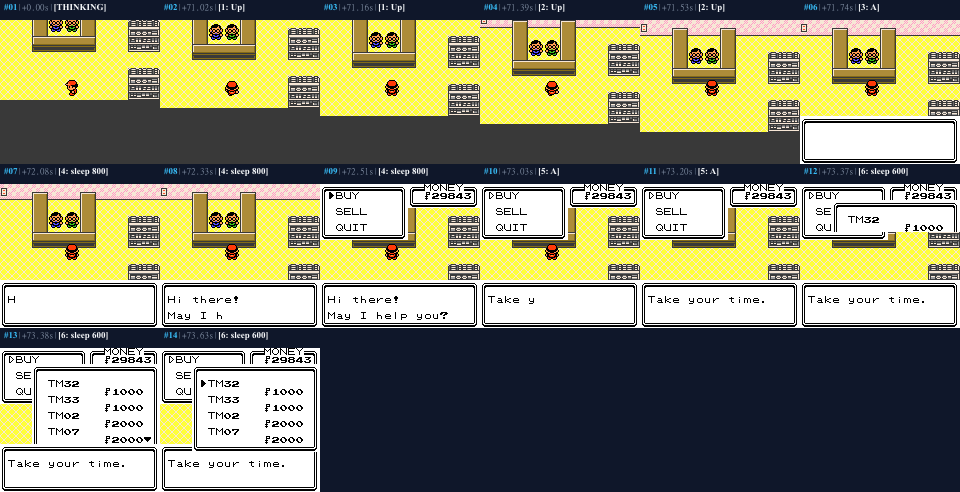 #01|+0.00s|[THINKING]
#02|+71.02s|[1: Up]
#03|+71.16s|[1: Up]
#04|+71.39s|[2: Up]
#05|+71.53s|[2: Up]
#06|+71.74s|[3: A]
#07|+72.08s|[4: sleep 800]
#08|+72.33s|[4: sleep 800]
#09|+72.51s|[4: sleep 800]
#10|+73.03s|[5: A]
#11|+73.20s|[5: A]
#12|+73.37s|[6: sleep 600]
H
Hi there!
May I h
▶BUY
SELL
QUIT
MONEY
₽29843
Hi there!
May I help you?
▷BUY
SELL
QUIT
MONEY
₽29843
Take y
▷BUY
SELL
QUIT
MONEY
₽29843
Take your time.
▷BUY
SE
QU
MONEY
₽29843
TM32
₽1000
Take your time.
#13|+73.38s|[6: sleep 600]
#14|+73.63s|[6: sleep 600]
▷BUY
SE
QU
MONEY
₽29843
TM32
₽1000
TM33
₽1000
TM02
₽2000
TM07
₽2000▼
Take your time.
▷BUY
SE
QU
MONEY
₽29843
▶TM32
₽1000
TM33
₽1000
TM02
₽2000
TM07
₽2000
Take your time.